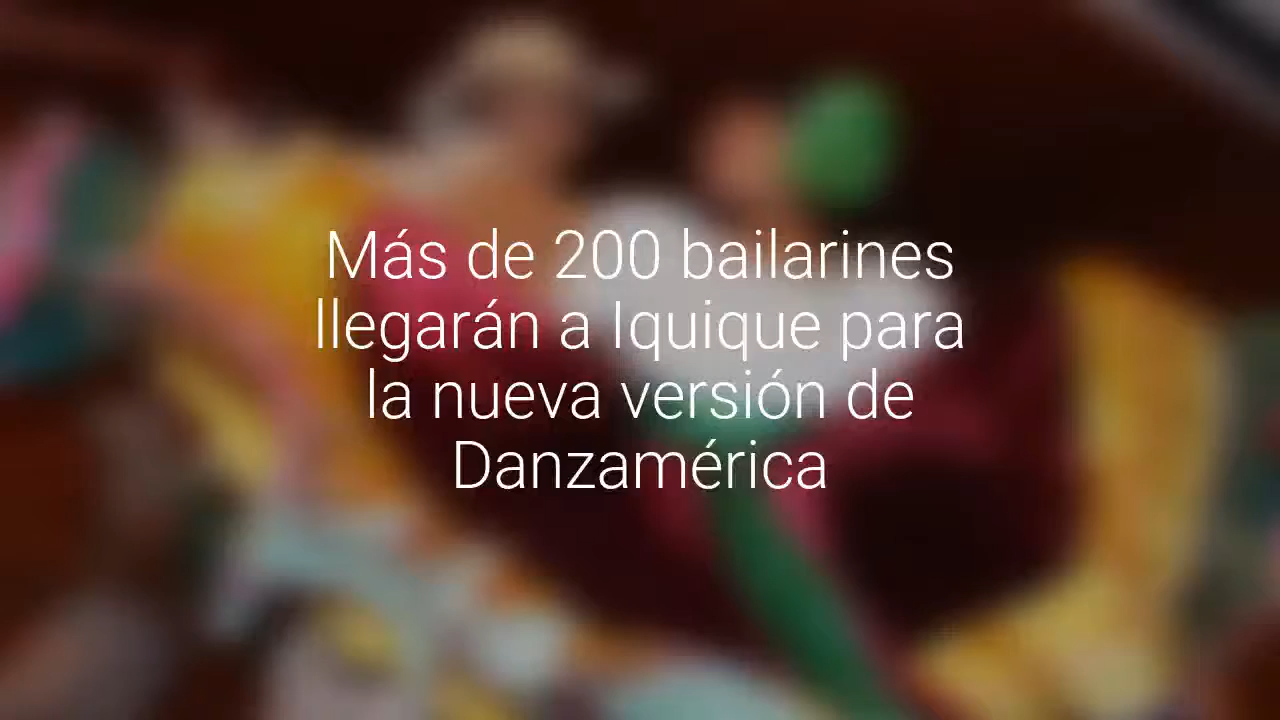 Más de 200 bailarines
llegarán a Iquique para
la nueva versión de
Danzamérica